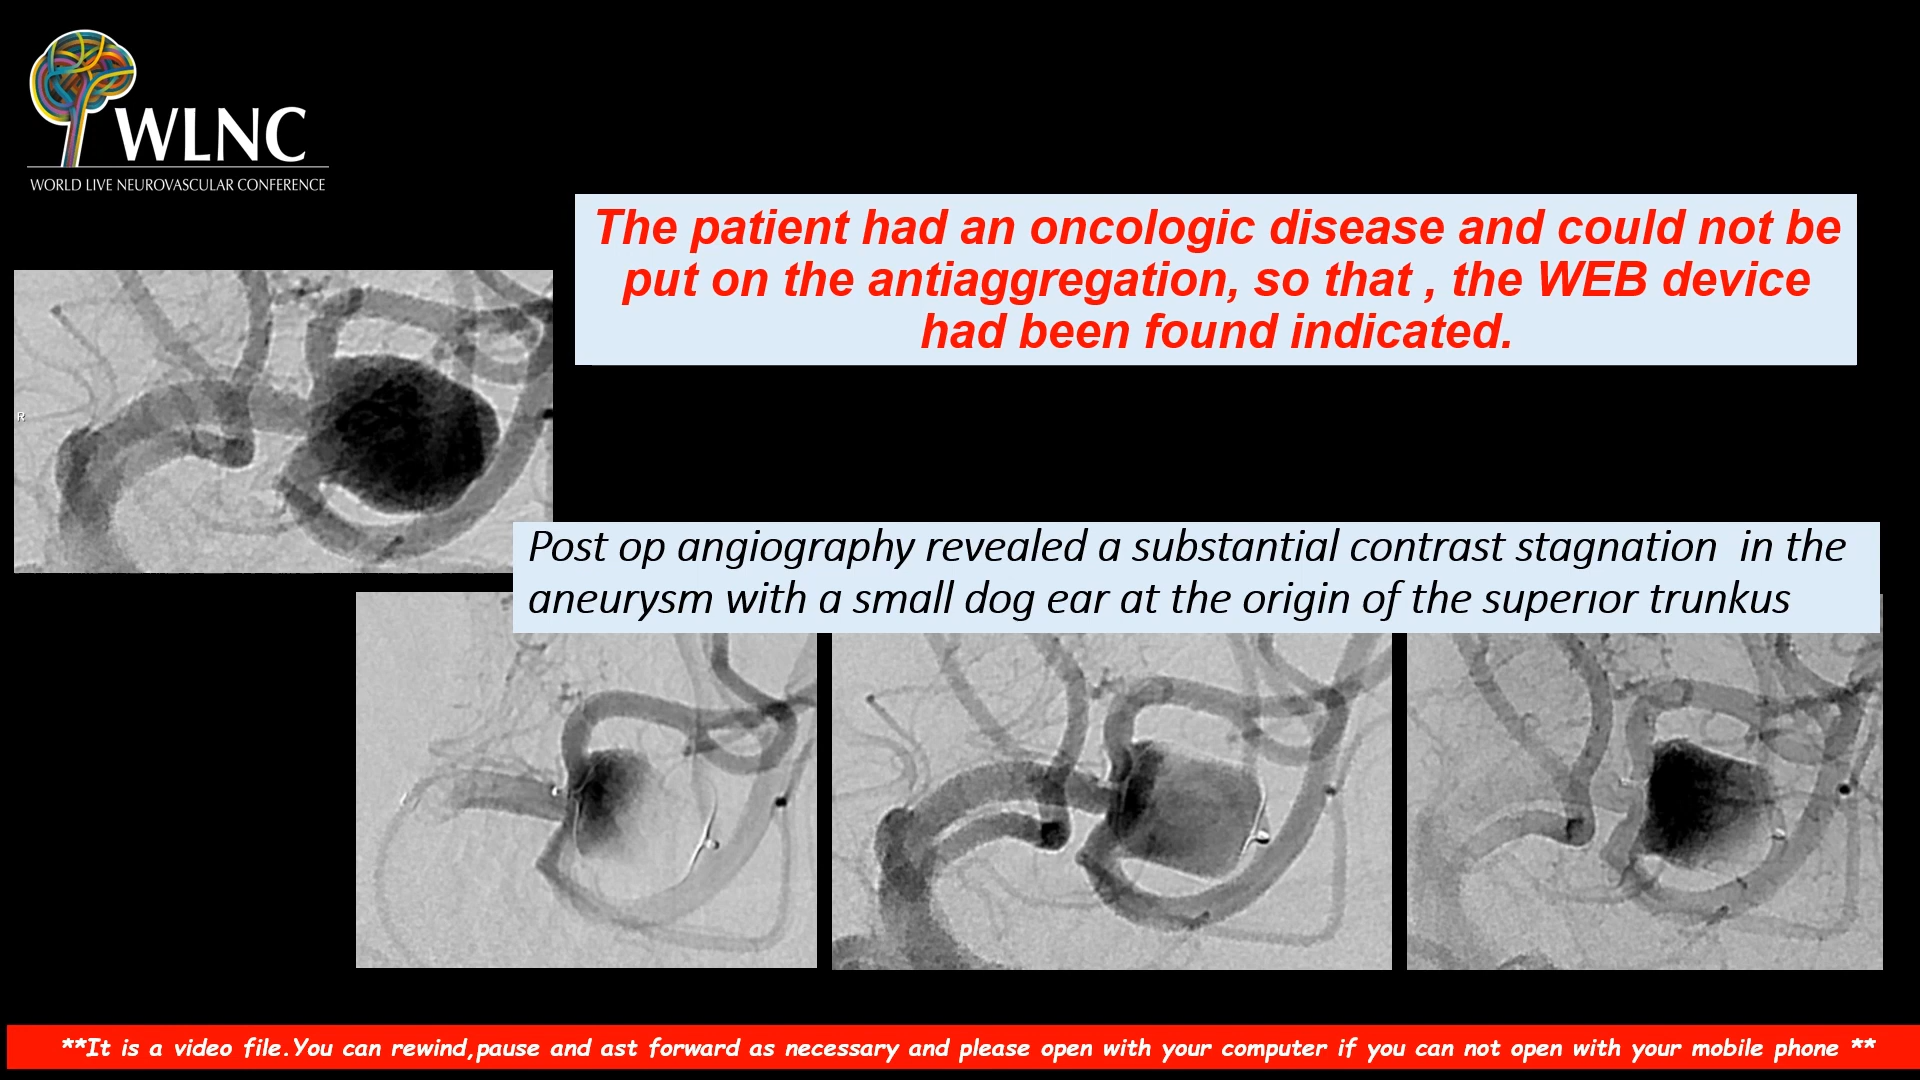 WLNC
WORLD LIVE NEUROVASCULAR CONFERENCE
The patient had an oncologic disease and could not be
put on the antiaggregation, so that , the WEB device
had been found indicated.
R
Post op angiography revealed a substantial contrast stagnation in the
aneurysm with a small dog ear at the origin of the superıor trunkus
**It is a video file.You can rewind,pause and ast forward as necessary and please open with your computer if you can not open with your mobile phone **